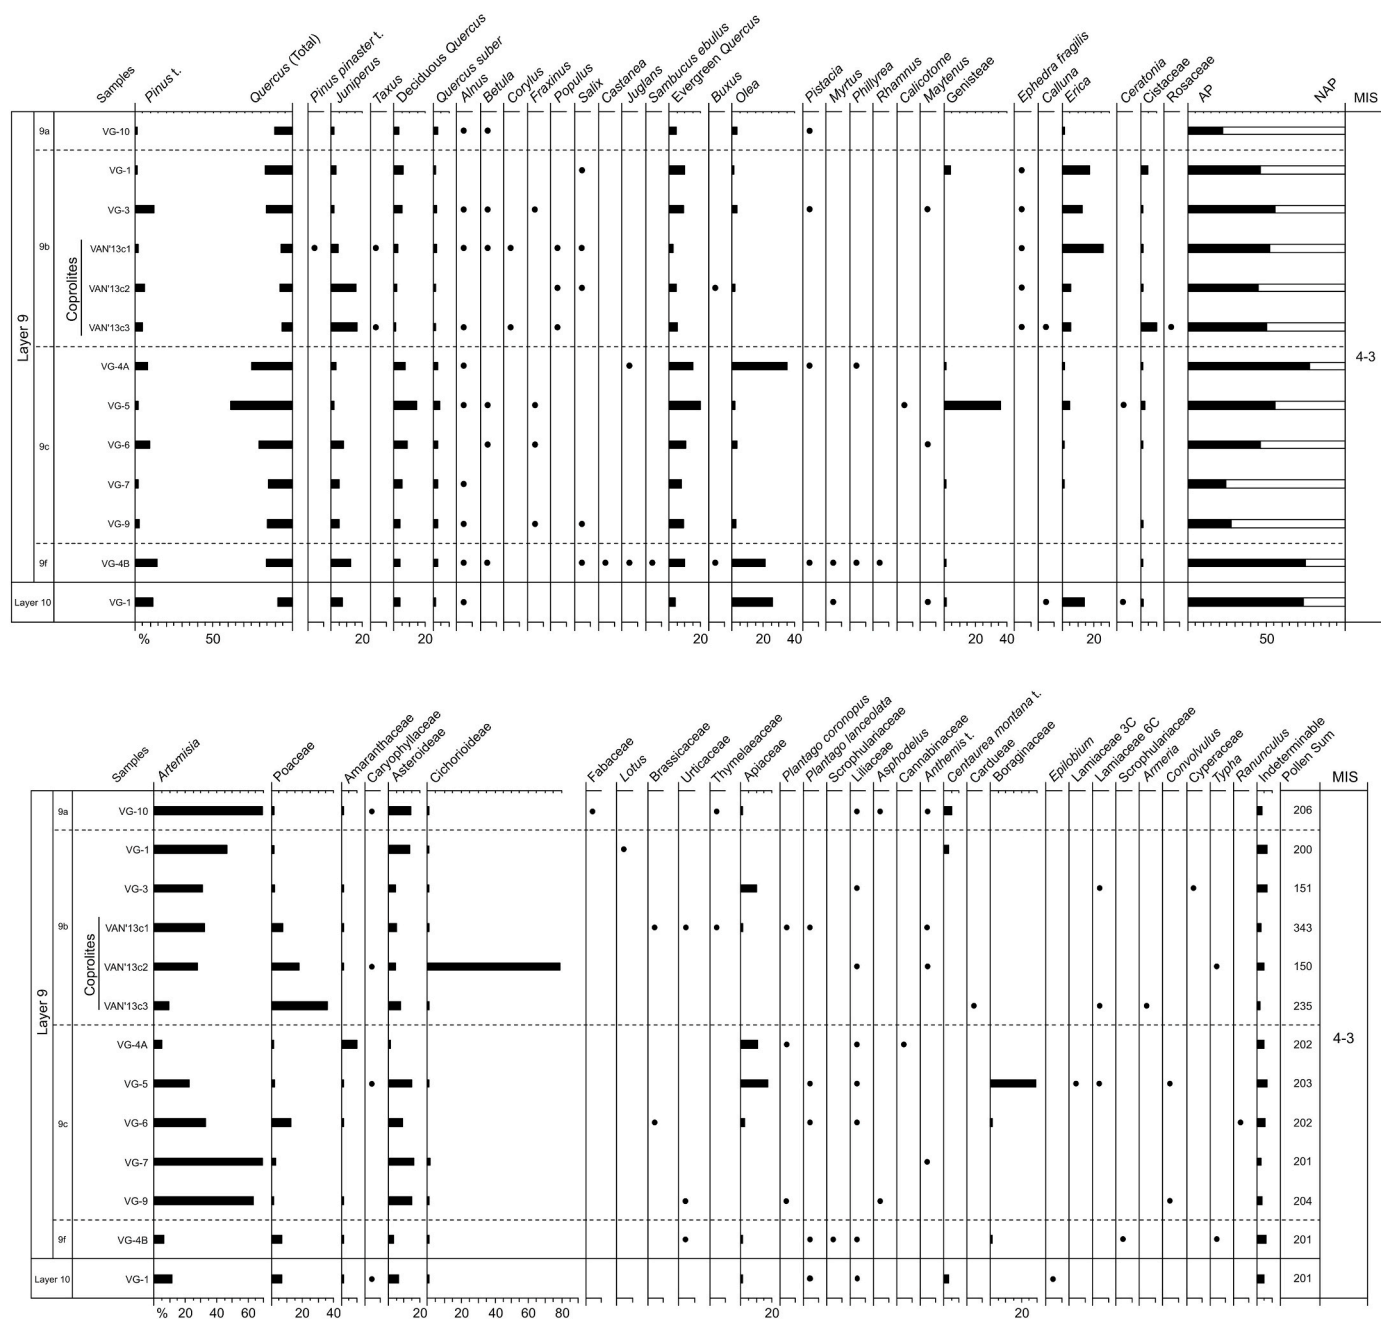 Samples Pinus t. Quercus (Total) Pinus pinaster t. Juniperus Taxus Deciduous Quercus Quercus suber Alnus Betula Corylus Fraxinus Populus Salix Castanea Juglans Sambucus ebulus Evergreen Quercus Buxus Olea Pistacia Myrtus Phillyrea Rhamnus Calicotome Maytenus Genisteae Ephedra fragilis Calluna Erica Ceratonia Cistaceae Rosaceae AP NAP MIS
Layer 9
9a VG-10
9b VG-1
VG-3
Coprolites
VAN'13c1
VAN'13c2
VAN'13c3
9c VG-4A
VG-5
VG-6
VG-7
VG-9
9f VG-4B
Layer 10 VG-1
4-3
% 50 20 20 20 20 40 20 40 20 50
Samples Artemisia Poaceae Amaranthaceae Caryophyllaceae Asteroideae Cichorioideae Fabaceae Lotus Brassicaceae Urticaceae Thymelaeaceae Apiaceae Plantago coronopus Plantago lanceolata Scrophulariaceae Liliaceae Asphodelus Cannabinaceae Anthemis t. Centaurea montana t. Cardueae Boraginaceae Epilobium Lamiaceae 3C Lamiaceae 6C Scrophulariaceae Armeria Convolvulus Cyperaceae Typha Ranunculus Indeterminable Pollen Sum MIS
Layer 9
9a VG-10 206
9b VG-1 200
VG-3 151
Coprolites
VAN'13c1 343
VAN'13c2 150
VAN'13c3 235
9c VG-4A 202
VG-5 203
VG-6 202
VG-7 201
VG-9 204
9f VG-4B 201
Layer 10 VG-1 201
4-3
% 20 40 60 20 40 20 20 40 60 80 20 20